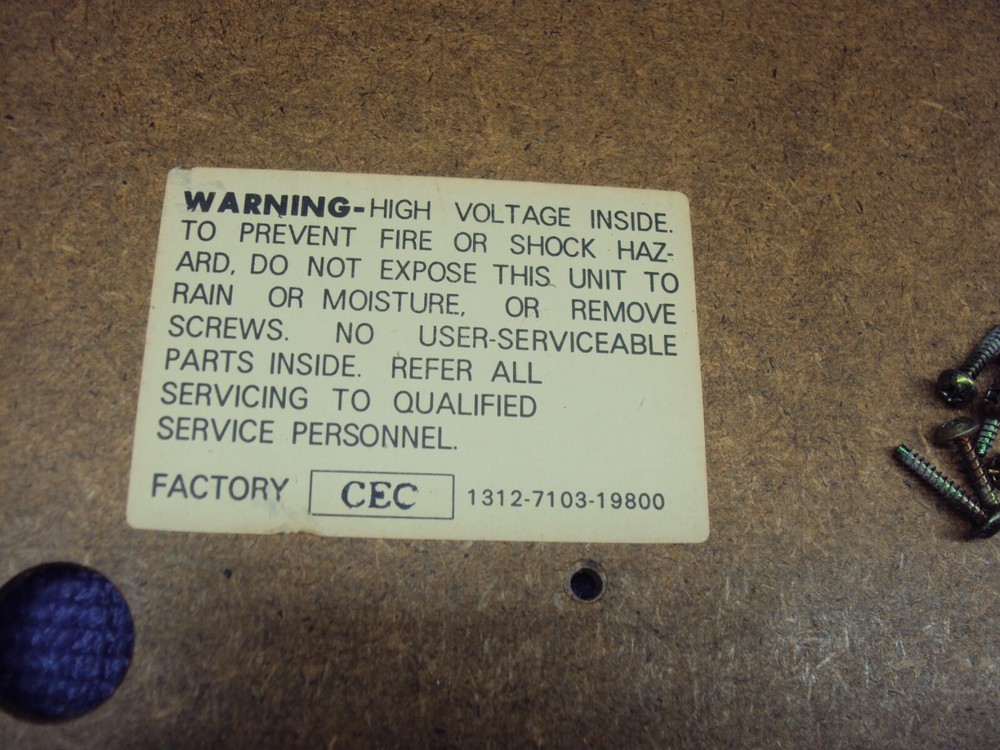 WARNING-HIGH VOLTAGE INSIDE.
TO PREVENT FIRE OR SHOCK HAZ-
ARD, DO NOT EXPOSE THIS UNIT TO
RAIN OR MOISTURE, OR REMOVE
SCREWS. NO USER-SERVICEABLE
PARTS INSIDE. REFER ALL
SERVICING TO QUALIFIED
SERVICE PERSONNEL.
FACTORY CEC 1312-7103-19800